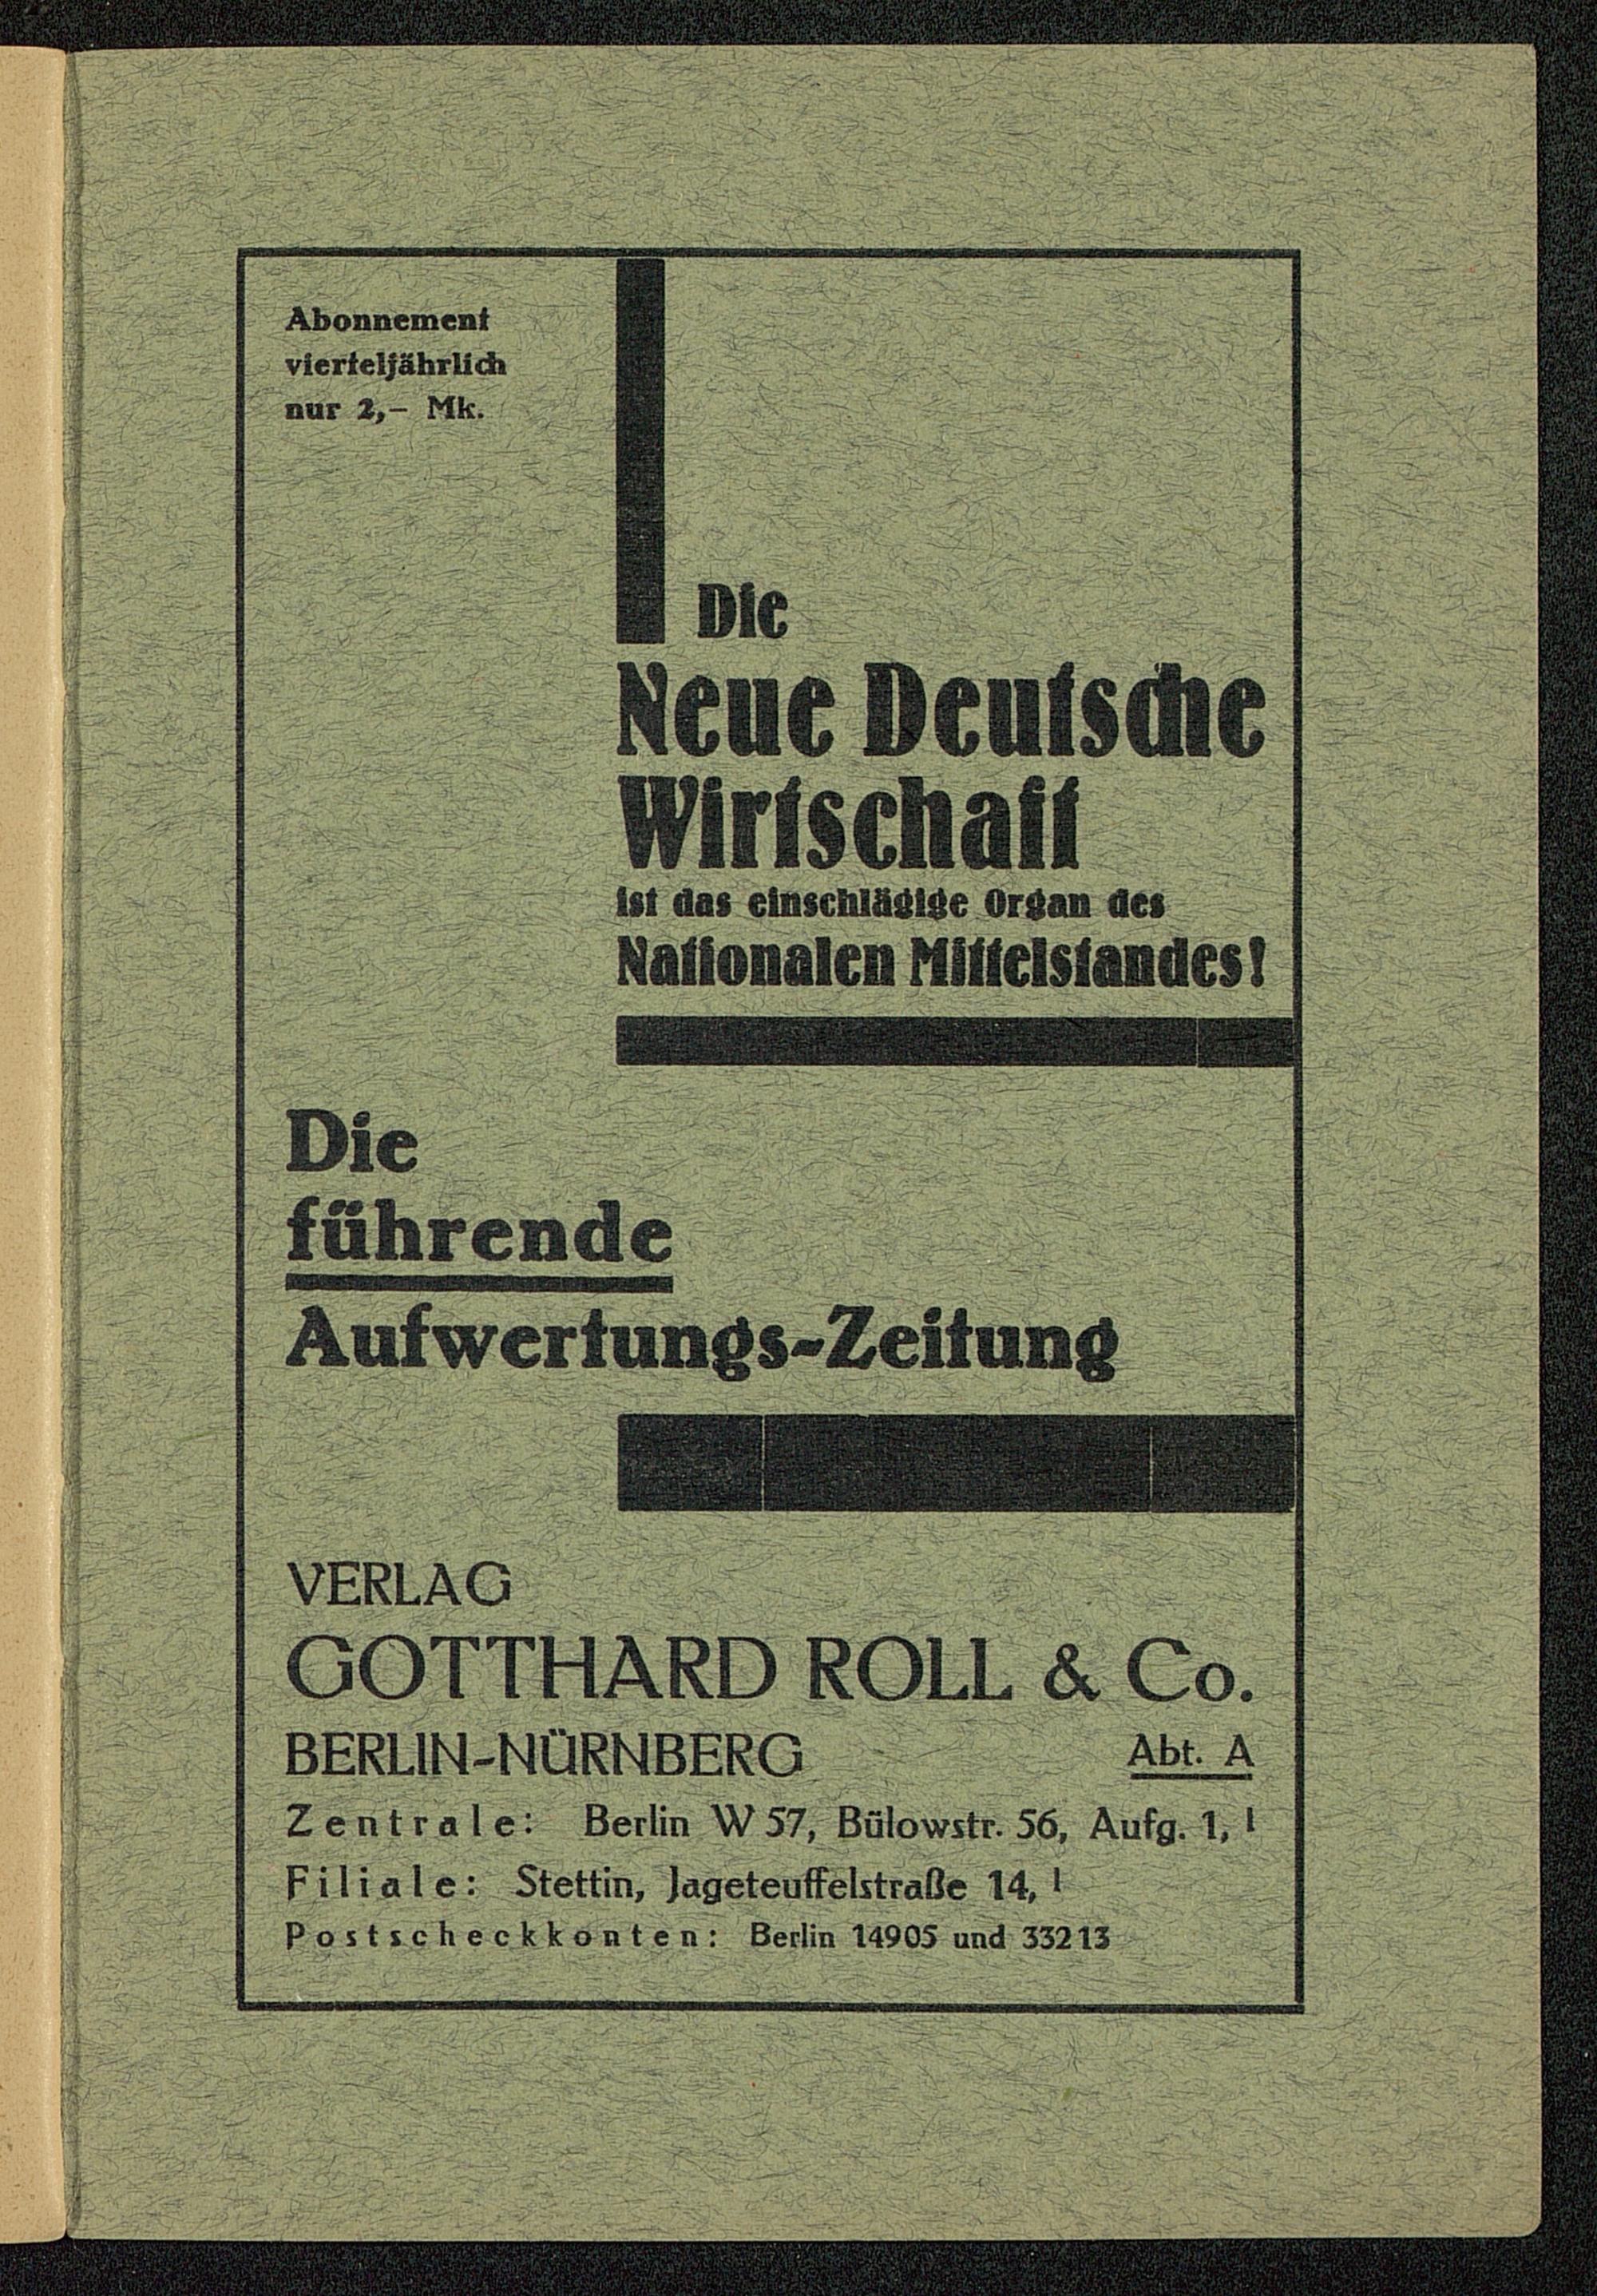 Abonnement
vierteljährlich
nur 2,– Mk.
Die
Neue Deutsche
Wirtschaft
ist das einschlägige Organ des
Nationalen Mittelstandes!
Die
führende
Aufwertungs-Zeitung
VERLAG
GOTTHARD ROLL & Co.
BERLIN-NÜRNBERG Abt. A
Zentrale: Berlin W 57, Bülowstr. 56, Aufg. 1, I
Filiale: Stettin, Jageteuffelstraße 14, I
Postscheckkonten: Berlin 14905 und 33213